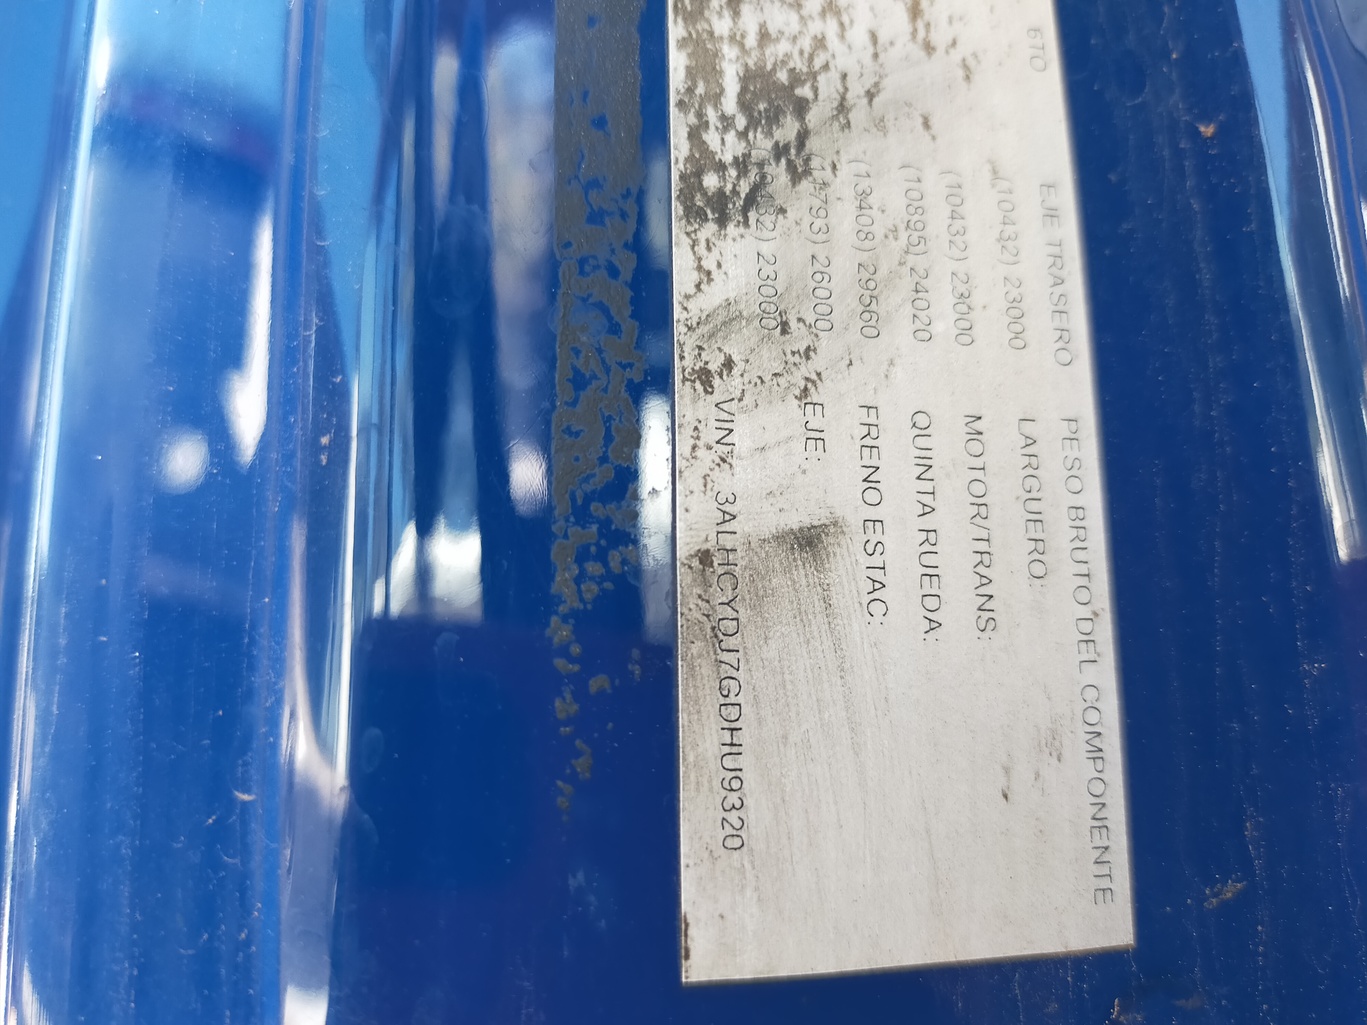 6TO EJE TRASERO PESO BRUTO DEL COMPONENTE
(10432) 23000 LARGUERO:
(10432) 23000 MOTOR/TRANS:
(10895) 24020 QUINTA RUEDA:
(13408) 29560 FRENO ESTAC:
(11793) 26000 EJE:
23000 VIN: 3ALHCYDJ7GDHU9320